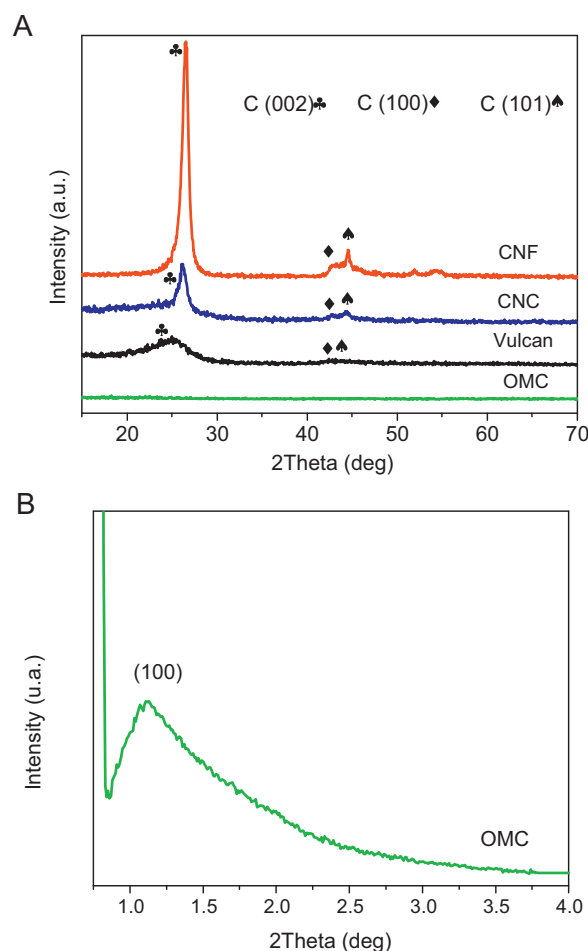 A
♣
C (002)♣ C (100)♦ C (101)♠
♠
♦
CNF
♣
♦ ♠
CNC
♣
♦ ♠
Vulcan
OMC
Intensity (a.u.)
20 30 40 50 60 70
2Theta (deg)
B
(100)
Intensity (u.a.)
OMC
1.0 1.5 2.0 2.5 3.0 3.5 4.0
2Theta (deg)